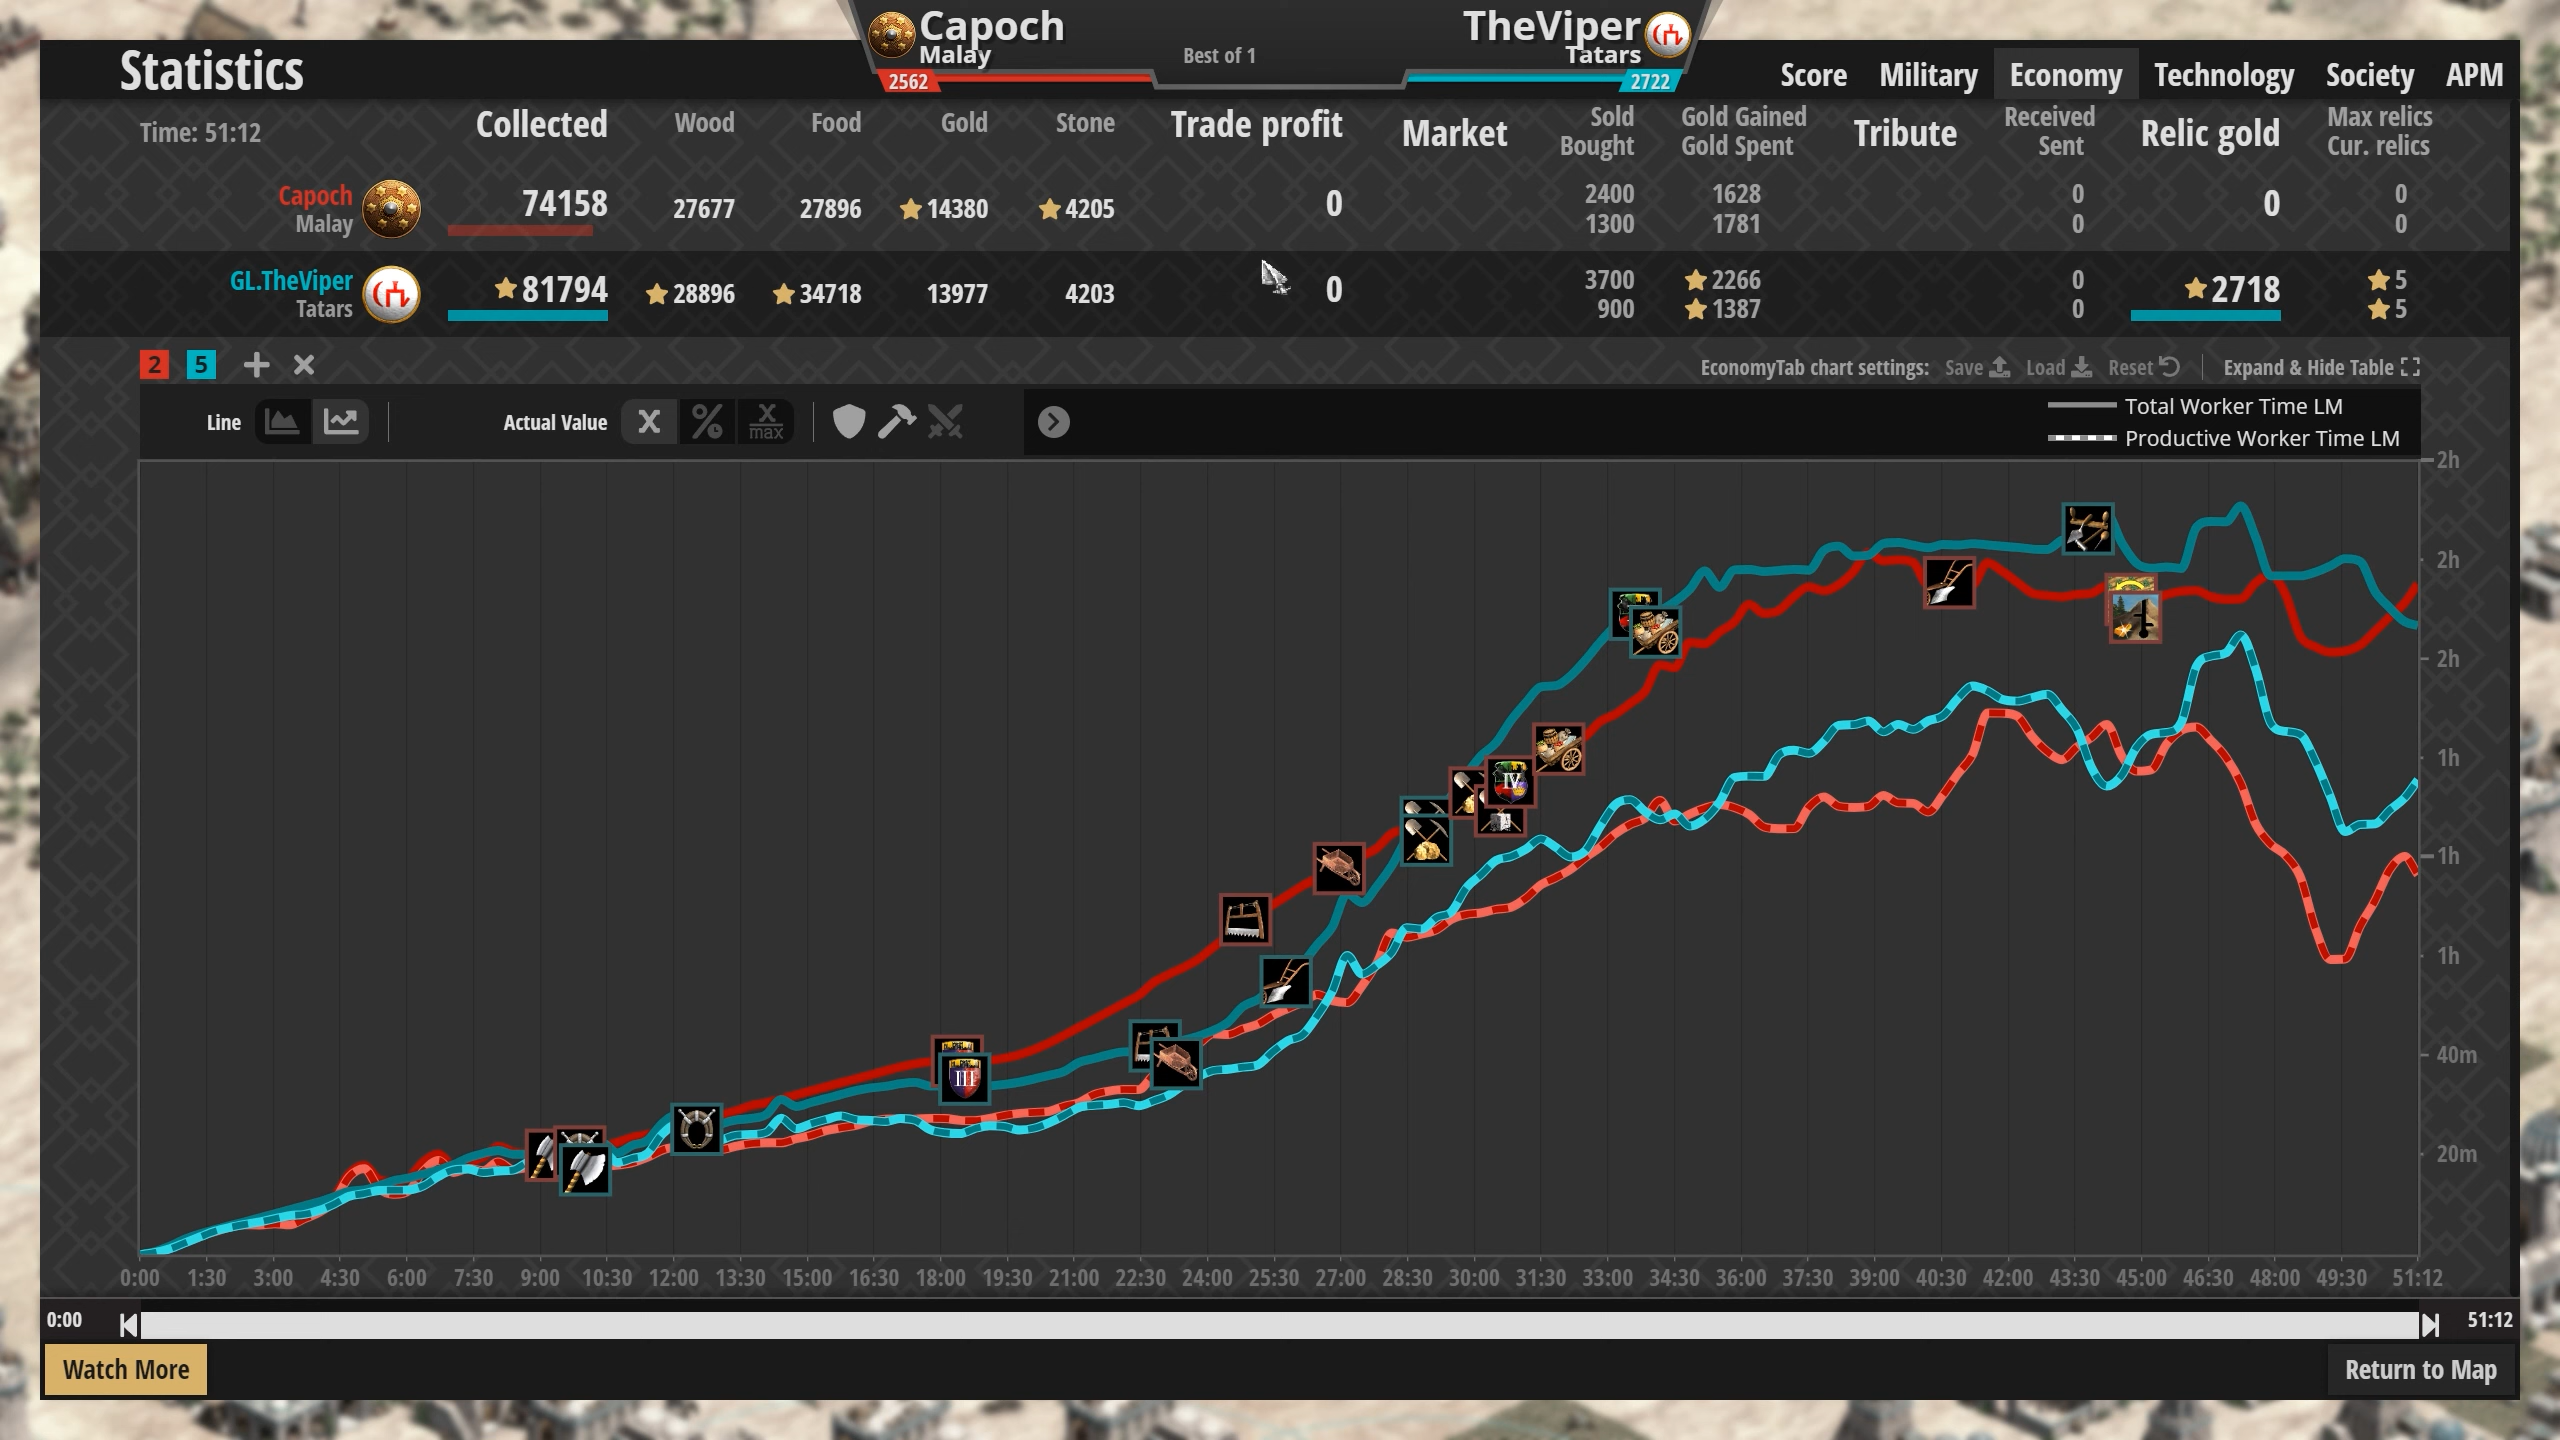 Capoch
Malay
2562
Best of 1
TheViper
Tatars
2722
Statistics
Score Military Economy Technology Society APM
Time: 51:12
Collected Wood Food Gold Stone Trade profit Market Sold Bought Gold Gained Gold Spent Tribute Received Sent Relic gold Max relics Cur. relics
Capoch
Malay
74158 27677 27896 14380 4205 0 2400 1628 0 0 0
1300 1781 0 0
GL.TheViper
Tatars
81794 28896 34718 13977 4203 0 3700 2266 0 2718 5
900 1387 0 5
2 5
EconomyTab chart settings: Save Load Reset Expand & Hide Table
Line Actual Value X % X max
Total Worker Time LM
Productive Worker Time LM
2h
2h
2h
1h
1h
1h
40m
20m
III
IV
0:00 1:30 3:00 4:30 6:00 7:30 9:00 10:30 12:00 13:30 15:00 16:30 18:00 19:30 21:00 22:30 24:00 25:30 27:00 28:30 30:00 31:30 33:00 34:30 36:00 37:30 39:00 40:30 42:00 43:30 45:00 46:30 48:00 49:30 51:12
0:00 51:12
Watch More
Return to Map